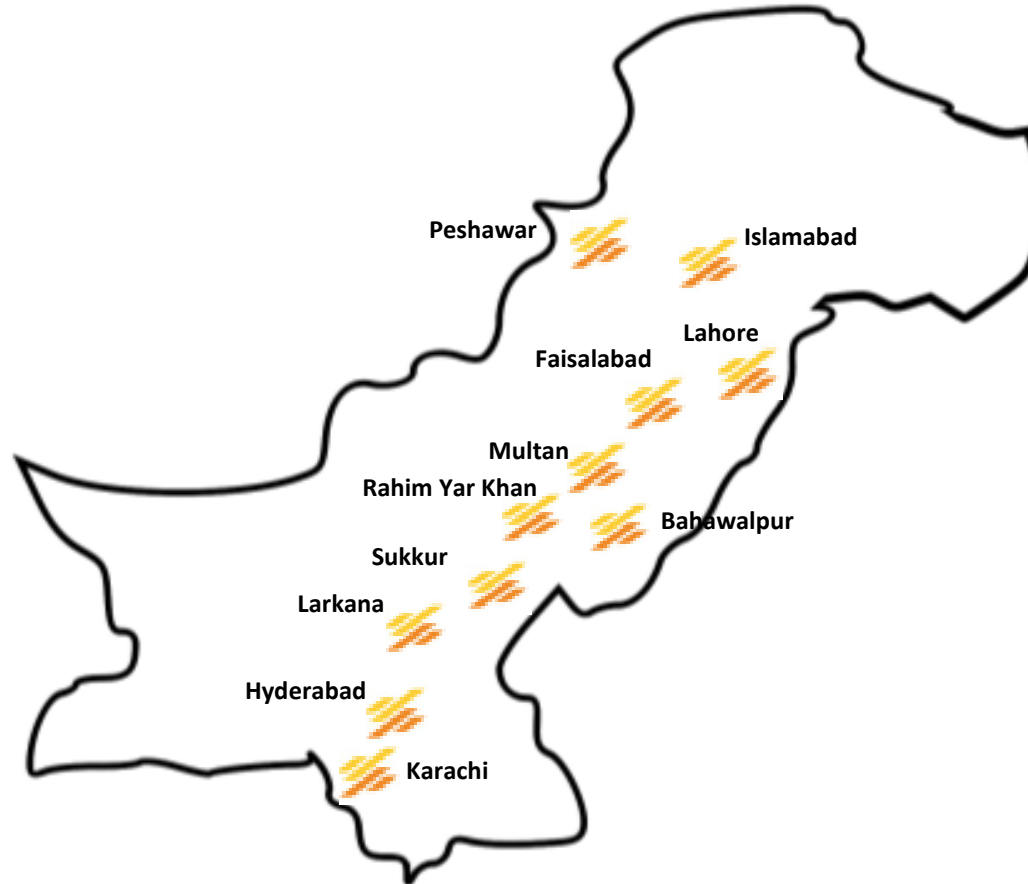 Peshawar
Islamabad
Lahore
Faisalabad
Multan
Rahim Yar Khan
Bahawalpur
Sukkur
Larkana
Hyderabad
Karachi